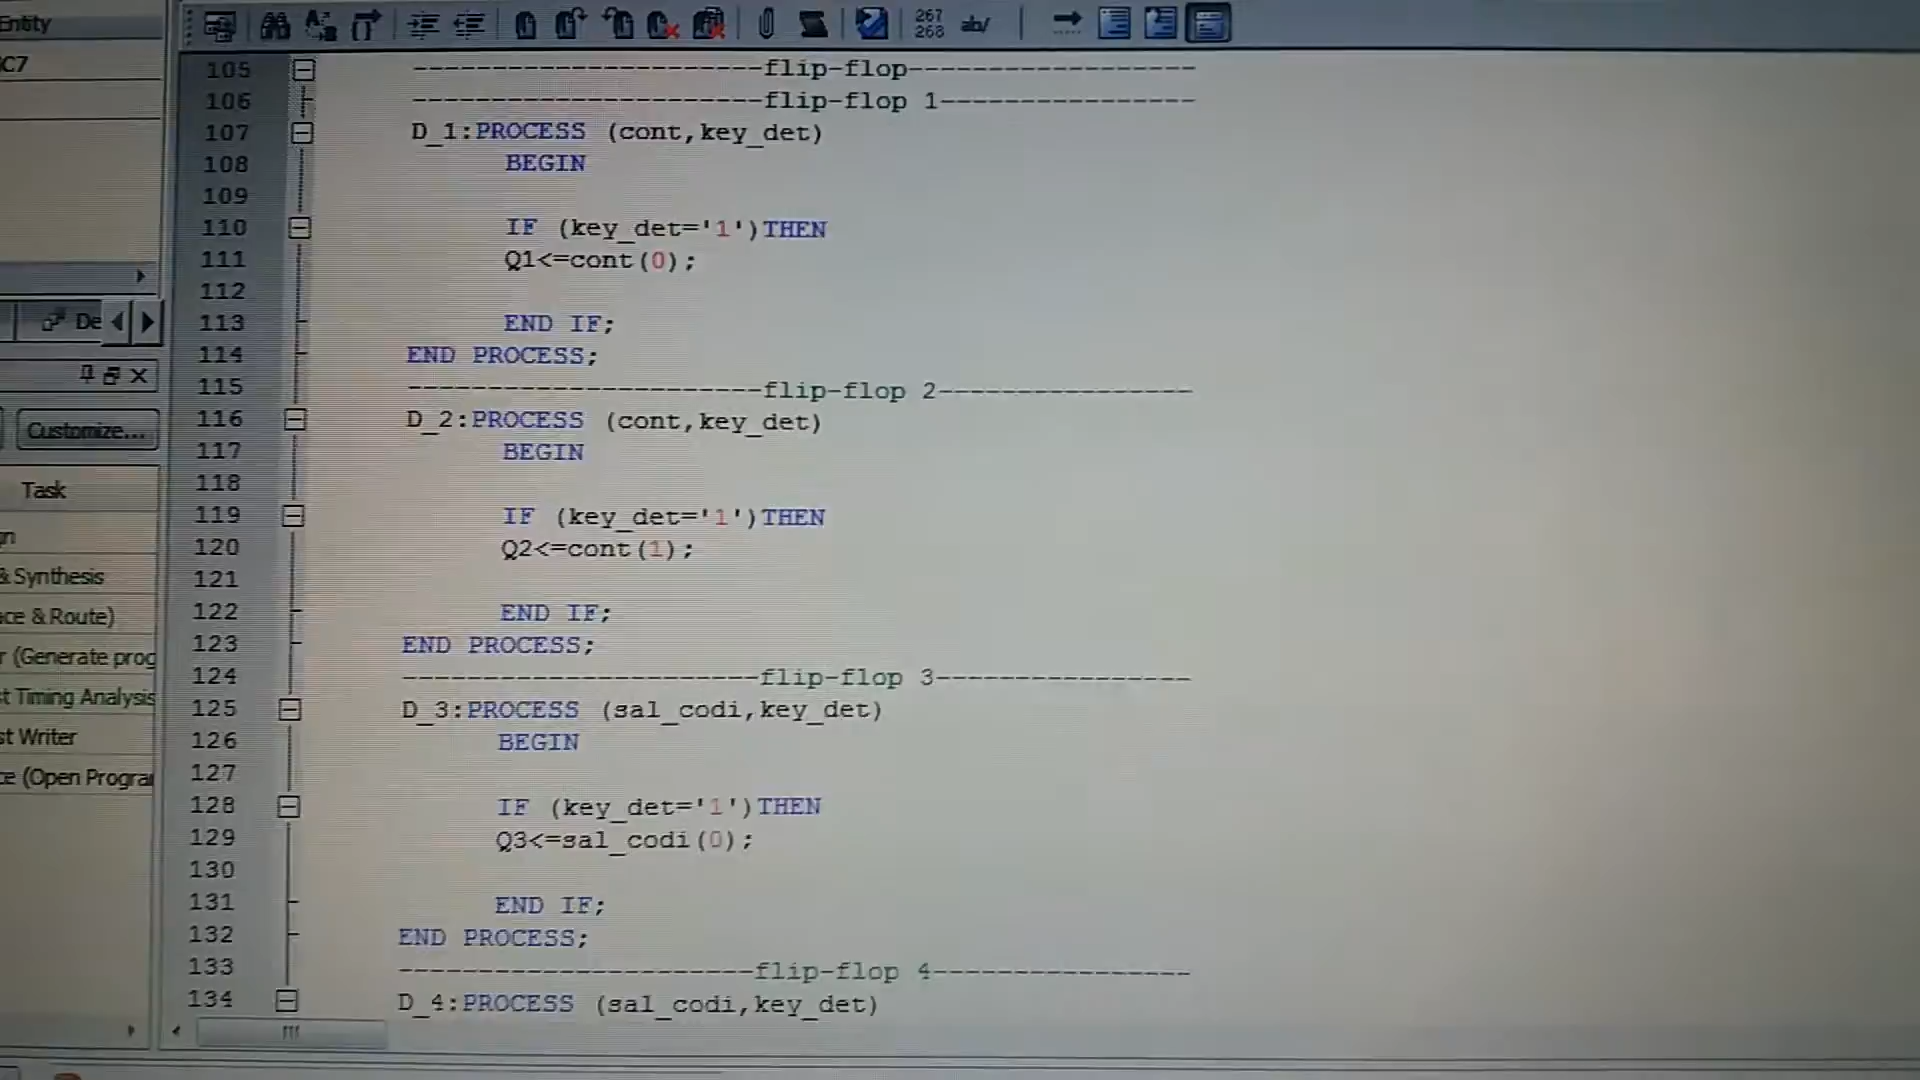 Entity
C7
267
268
ab/
De
Customize...
Task
gn
& Synthesis
ace & Route)
r (Generate prog
t Timing Analysis
st Writer
ce (Open Program
105 ----------------------flip-flop------------------
106 ----------------------flip-flop 1----------------
107 D_1:PROCESS (cont,key_det)
108 BEGIN
109
110 IF (key_det='1')THEN
111 Q1<=cont(0);
112
113 END IF;
114 END PROCESS;
115 ----------------------flip-flop 2----------------
116 D_2:PROCESS (cont,key_det)
117 BEGIN
118
119 IF (key_det='1')THEN
120 Q2<=cont(1);
121
122 END IF;
123 END PROCESS;
124 ----------------------flip-flop 3----------------
125 D_3:PROCESS (sal_codi,key_det)
126 BEGIN
127
128 IF (key_det='1')THEN
129 Q3<=sal_codi(0);
130
131 END IF;
132 END PROCESS;
133 ----------------------flip-flop 4----------------
134 D_4:PROCESS (sal_codi,key_det)